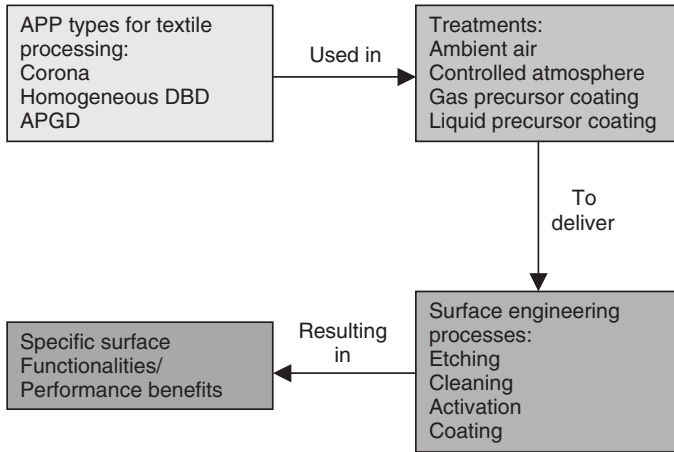 APP types for textile
processing:
Corona
Homogeneous DBD
APGD
Used in
Treatments:
Ambient air
Controlled atmosphere
Gas precursor coating
Liquid precursor coating
To
deliver
Surface engineering
processes:
Etching
Cleaning
Activation
Coating
Resulting
in
Specific surface
Functionalities/
Performance benefits